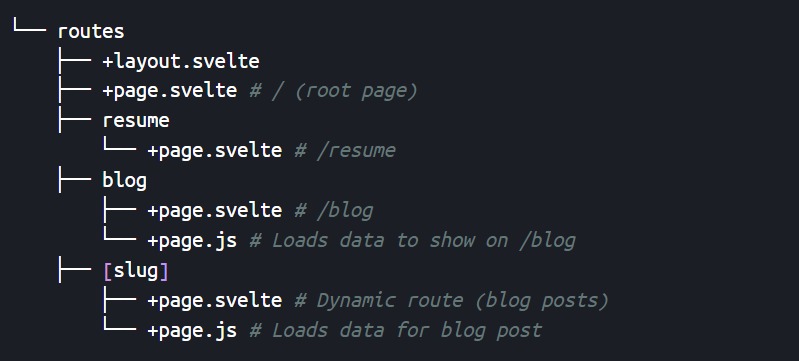 └── routes
    ├── +layout.svelte
    ├── +page.svelte # / (root page)
    ├── resume
        └── +page.svelte # /resume
    ├── blog
        ├── +page.svelte # /blog
        └── +page.js # Loads data to show on /blog
    ├── [slug]
        ├── +page.svelte # Dynamic route (blog posts)
        └── +page.js # Loads data for blog post